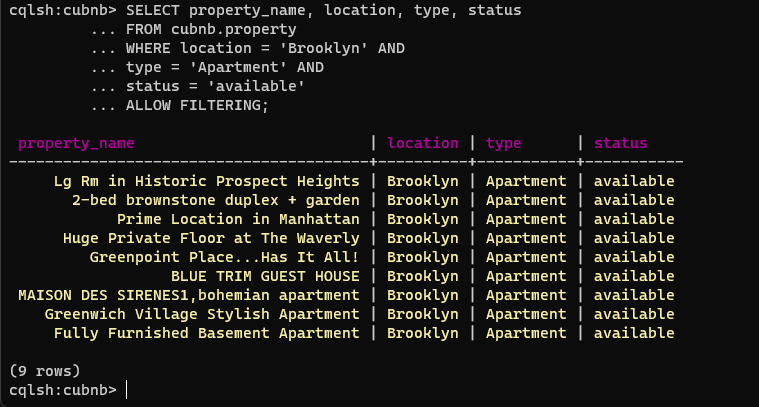 cqlsh:cubnb> SELECT property_name, location, type, status
... FROM cubnb.property
... WHERE location = 'Brooklyn' AND
... type = 'Apartment' AND
... status = 'available'
... ALLOW FILTERING;
property_name | location | type | status
Lg Rm in Historic Prospect Heights | Brooklyn | Apartment | available
2-bed brownstone duplex + garden | Brooklyn | Apartment | available
Prime Location in Manhattan | Brooklyn | Apartment | available
Huge Private Floor at The Waverly | Brooklyn | Apartment | available
Greenpoint Place...Has It All! | Brooklyn | Apartment | available
BLUE TRIM GUEST HOUSE | Brooklyn | Apartment | available
MAISON DES SIRENES1,bohemian apartment | Brooklyn | Apartment | available
Greenwich Village Stylish Apartment | Brooklyn | Apartment | available
Fully Furnished Basement Apartment | Brooklyn | Apartment | available
(9 rows)
cqlsh:cubnb>